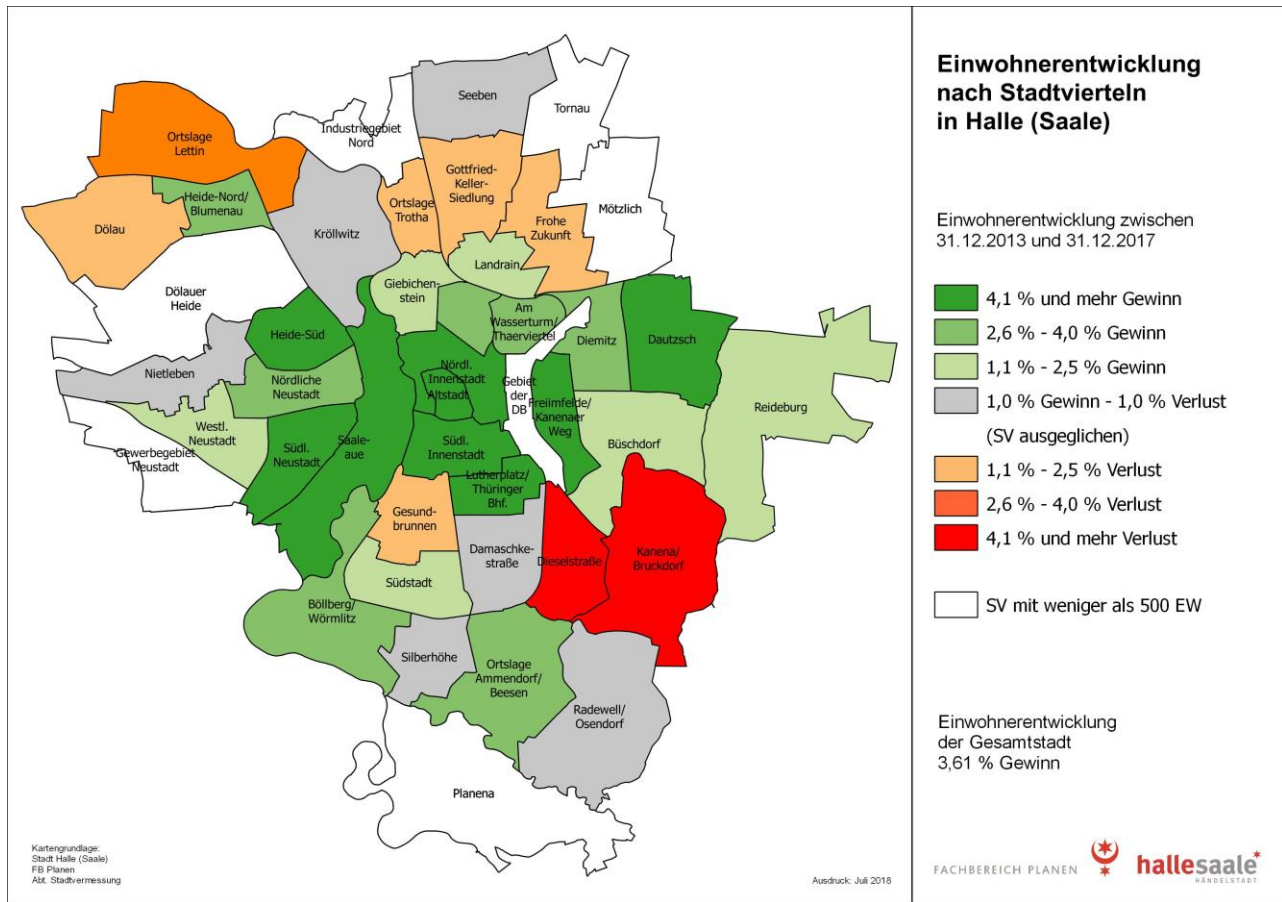 Einwohnerentwicklung
nach Stadtvierteln
in Halle (Saale)
Einwohnerentwicklung zwischen
31.12.2013 und 31.12.2017
4,1 % und mehr Gewinn
2,6 % - 4,0 % Gewinn
1,1 % - 2,5 % Gewinn
1,0 % Gewinn - 1,0 % Verlust
(SV ausgeglichen)
1,1 % - 2,5 % Verlust
2,6 % - 4,0 % Verlust
4,1 % und mehr Verlust
SV mit weniger als 500 EW
Einwohnerentwicklung
der Gesamtstadt
3,61 % Gewinn
FACHBEREICH PLANEN
hallesaale*
HÄNDELSTADT
Seeben
Tornau
Industriegebiet
Nord
Ortslage
Lettin
Gottfried-
Keller-
Siedlung
Heide-Nord/
Blumenau
Ortslage
Trotha
Mötzlich
Dölau
Kröllwitz
Frohe
Zukunft
Landrain
Giebichen-
stein
Dölauer
Heide
Am
Wasserturm/
Thaerviertel
Heide-Süd
Diemitz
Dautzsch
Nördl.
Innenstadt
Altstadt
Gebiet
der
DB
Nietleben
Nördliche
Neustadt
Freiimfelde/
Kanenaer
Weg
Reideburg
Westl.
Neustadt
Gewerbegebiet
Neustadt
Südl.
Neustadt
Saale-
aue
Südl.
Innenstadt
Büschdorf
Lutherplatz/
Thüringer
Bhf.
Gesund-
brunnen
Damaschke-
straße
Dieselstraße
Kanena/
Bruckdorf
Südstadt
Böllberg/
Wörmlitz
Silberhöhe
Ortslage
Ammendorf/
Beesen
Radewell/
Osendorf
Planena
Kartengrundlage:
Stadt Halle (Saale)
FB Planen
Abt. Stadtvermessung
Ausdruck: Juli 2018